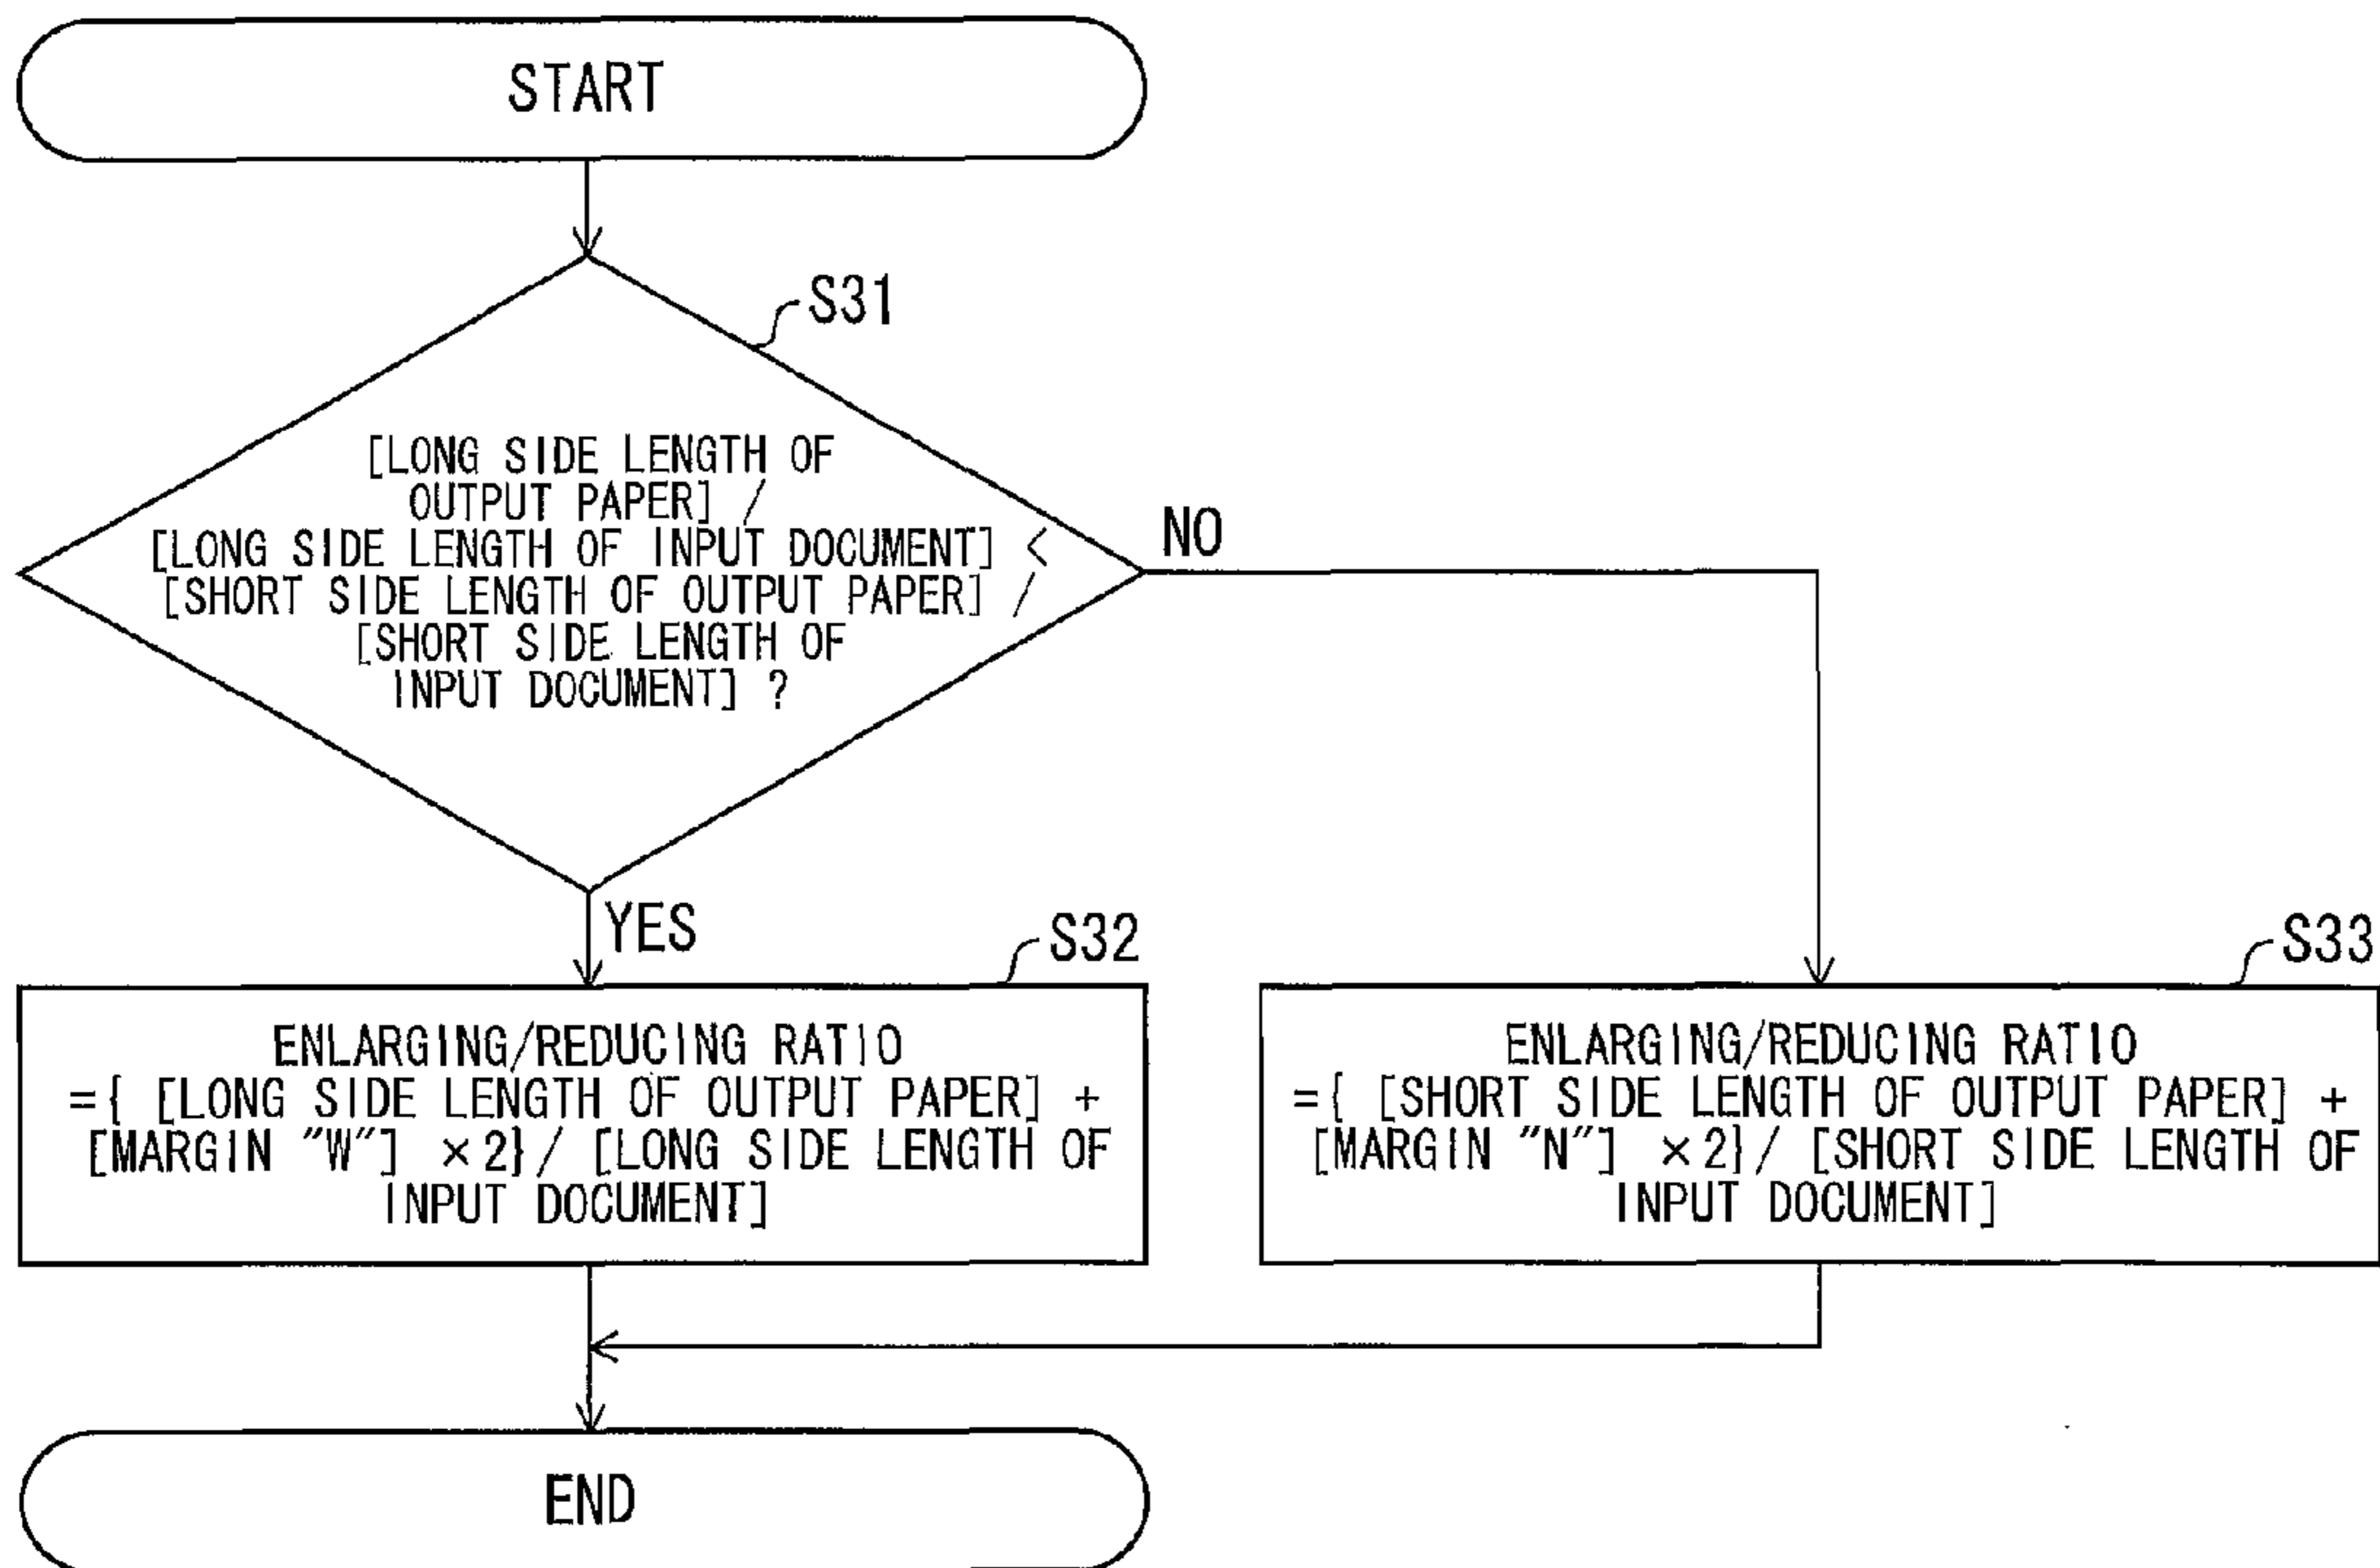 START
S31
[LONG SIDE LENGTH OF
OUTPUT PAPER] /
[LONG SIDE LENGTH OF INPUT DOCUMENT] <
[SHORT SIDE LENGTH OF OUTPUT PAPER] /
[SHORT SIDE LENGTH OF
INPUT DOCUMENT] ?
NO
YES
S32
ENLARGING/REDUCING RATIO
={ [LONG SIDE LENGTH OF OUTPUT PAPER] +
[MARGIN "W"] ×2}/ [LONG SIDE LENGTH OF
INPUT DOCUMENT]
S33
ENLARGING/REDUCING RATIO
={ [SHORT SIDE LENGTH OF OUTPUT PAPER] +
[MARGIN "N"] ×2}/ [SHORT SIDE LENGTH OF
INPUT DOCUMENT]
END